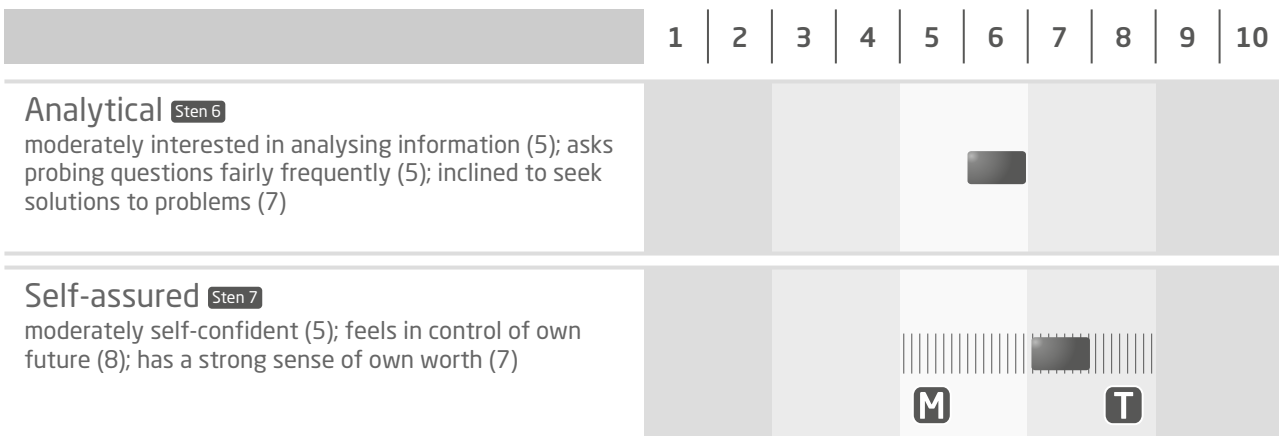 1 2 3 4 5 6 7 8 9 10
Analytical Sten 6
moderately interested in analysing information (5); asks
probing questions fairly frequently (5); inclined to seek
solutions to problems (7)
Self-assured Sten 7
moderately self-confident (5); feels in control of own
future (8); has a strong sense of own worth (7)
M T